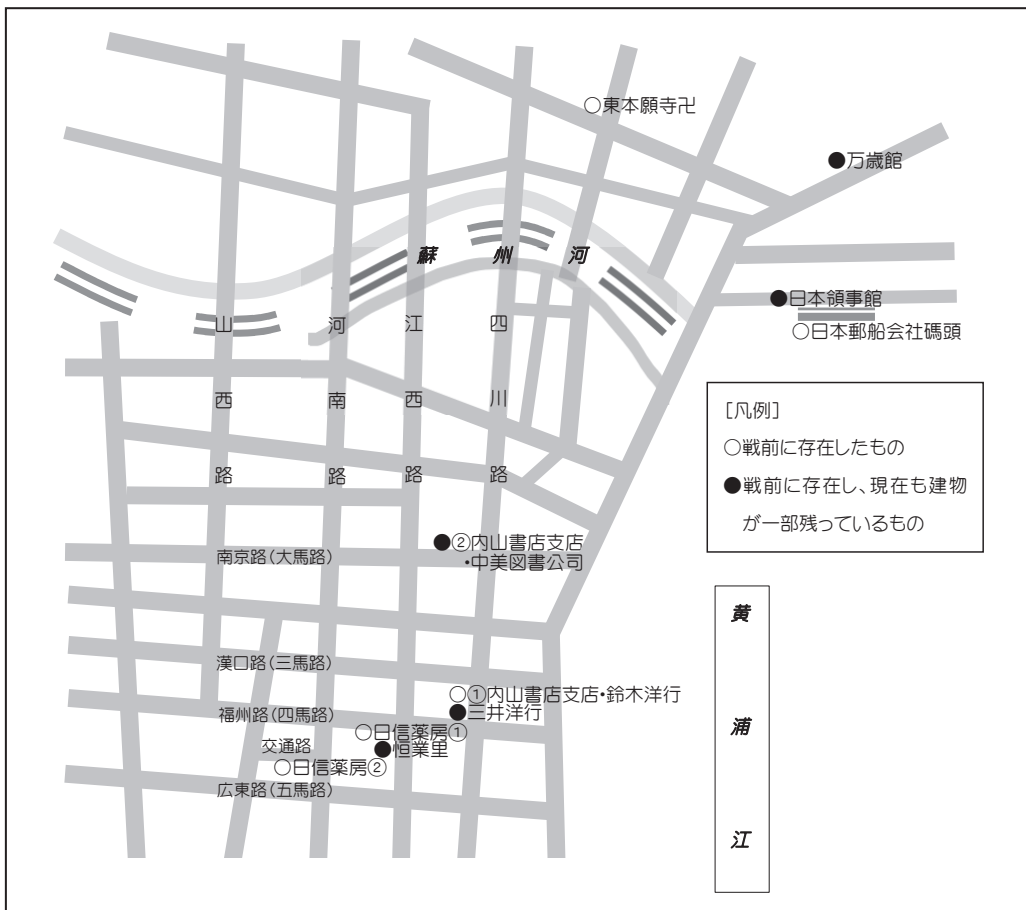 ○東本願寺卍
●万歳館
蘇州河
●日本領事館
○日本郵船会社碼頭
山西路
河南路
江西路
四川路
[凡例]
○戦前に存在したもの
●戦前に存在し、現在も建物
が一部残っているもの
●②内山書店支店
・中美図書公司
南京路(大馬路)
黄浦江
漢口路(三馬路)
○①内山書店支店・鈴木洋行
●三井洋行
福州路(四馬路)
○日信薬房①
●恒業里
交通路
○日信薬房②
広東路(五馬路)